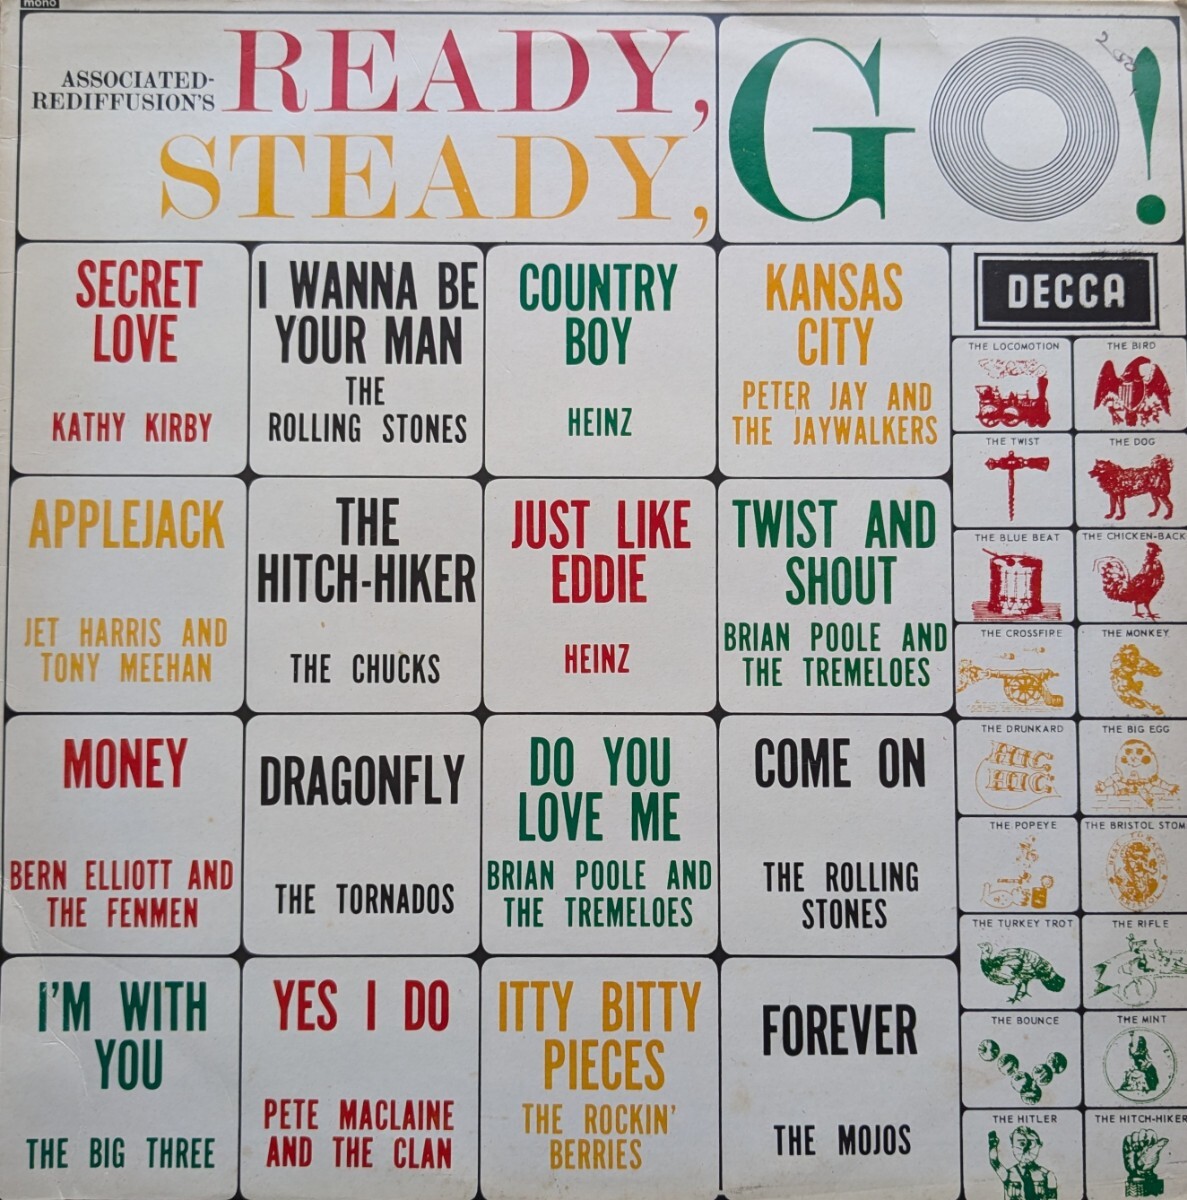 mono
ASSOCIATED-
REDIFFUSION'S
READY,
STEADY,
GO!
SECRET
LOVE
KATHY KIRBY
I WANNA BE
YOUR MAN
THE
ROLLING STONES
COUNTRY
BOY
HEINZ
KANSAS
CITY
PETER JAY AND
THE JAYWALKERS
APPLEJACK
JET HARRIS AND
TONY MEEHAN
THE
HITCH-HIKER
THE CHUCKS
JUST LIKE
EDDIE
HEINZ
TWIST AND
SHOUT
BRIAN POOLE AND
THE TREMELOES
MONEY
BERN ELLIOTT AND
THE FENMEN
DRAGONFLY
THE TORNADOS
DO YOU
LOVE ME
BRIAN POOLE AND
THE TREMELOES
COME ON
THE ROLLING
STONES
I'M WITH
YOU
THE BIG THREE
YES I DO
PETE MACLAINE
AND THE CLAN
ITTY BITTY
PIECES
THE ROCKIN'
BERRIES
FOREVER
THE MOJOS
DECCA
THE LOCOMOTION
THE BIRD
THE TWIST
THE DOG
THE BLUE BEAT
THE CHICKEN-BACK
THE CROSSFIRE
THE MONKEY
THE DRUNKARD
HIC
HIC
THE BIG EGG
THE POPEYE
THE BRISTOL STOM
THE TURKEY TROT
THE RIFLE
THE BOUNCE
THE MINT
THE HITLER
THE HITCH-HIKER